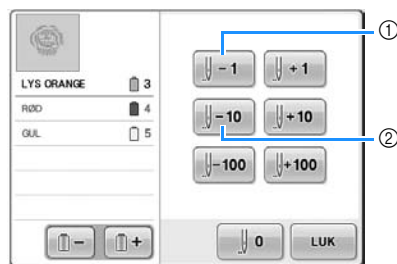 ①
- 1
+ 1
LYS ORANGE 3
RØD 4
- 10
+ 10
GUL 5
②
-100
+100
- +
0
LUK